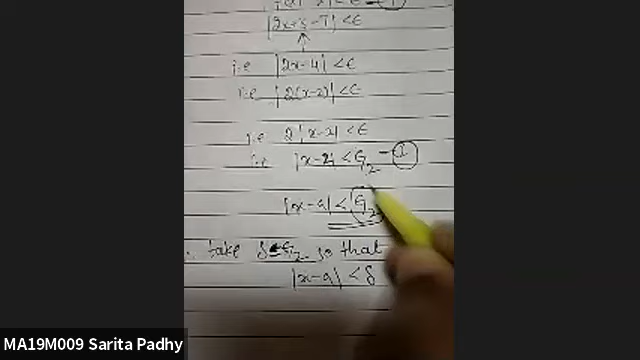 |2x+3-7|<ε
i.e |2x-4|<ε
i.e |2(x-2)|<ε
i.e 2|x-2|<ε
i.e |x-2|<ε/2 - 2
|x-a|<ε/2
take δ=ε/2 so that
|x-a|<δ
MA19M009 Sarita Padhy